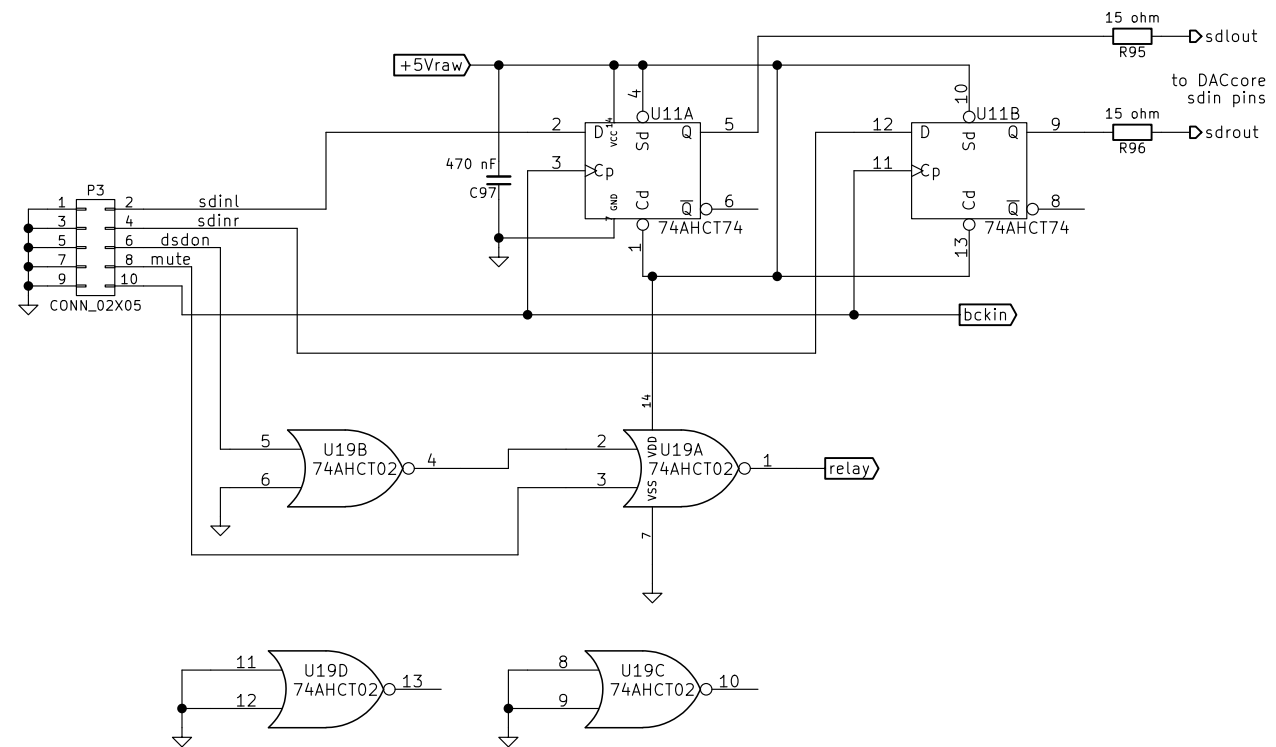 15 ohm
R95
sdlout
+5Vraw
to DACcore
sdin pins
4
10
U11A
U11B
14
VCC
2
D
Sd
Q
5
12
D
Sd
Q
9
15 ohm
R96
sdrout
3
Cp
11
Cp
470 nF
C97
GND
7
Cd
Q
6
Cd
Q
8
74AHCT74
74AHCT74
1
13
P3
1
2
sdinl
3
4
sdinr
5
6
dsdon
7
8
mute
9
10
CONN_02X05
bckin
14
5
U19B
74AHCT02
4
6
2
VDD
U19A
74AHCT02
1
relay
3
VSS
7
11
U19D
74AHCT02
13
12
8
U19C
74AHCT02
10
9